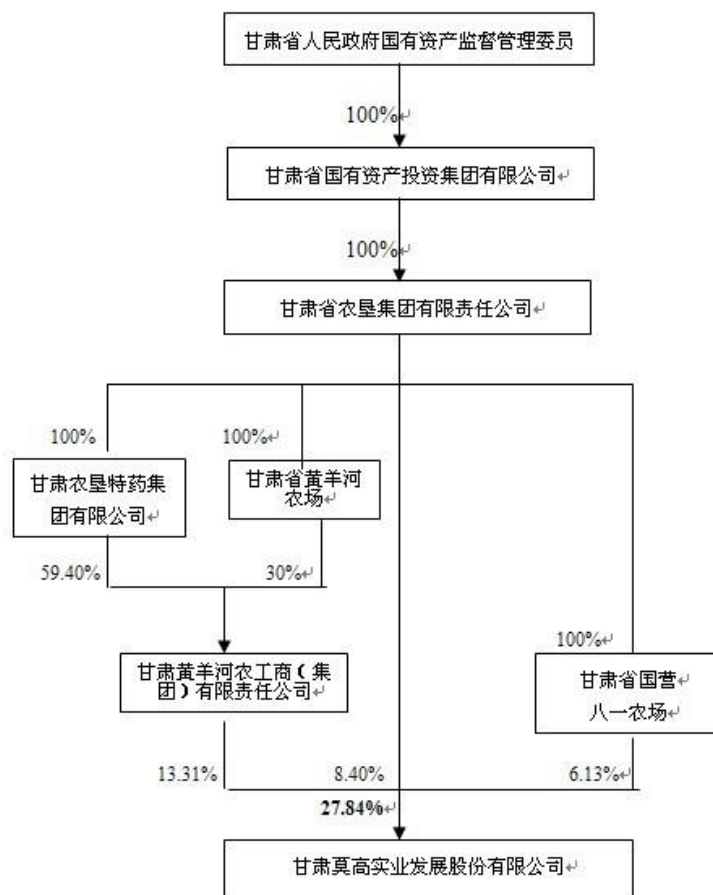 甘肃省人民政府国有资产监督管理委员
100%
甘肃省国有资产投资集团有限公司
100%
甘肃省农垦集团有限责任公司
100%
100%
甘肃农垦特药集
团有限公司
甘肃省黄羊河
农场
59.40%
30%
100%
甘肃黄羊河农工商（集
团）有限责任公司
甘肃省国营
八一农场
13.31%
8.40%
6.13%
27.84%
甘肃莫高实业发展股份有限公司